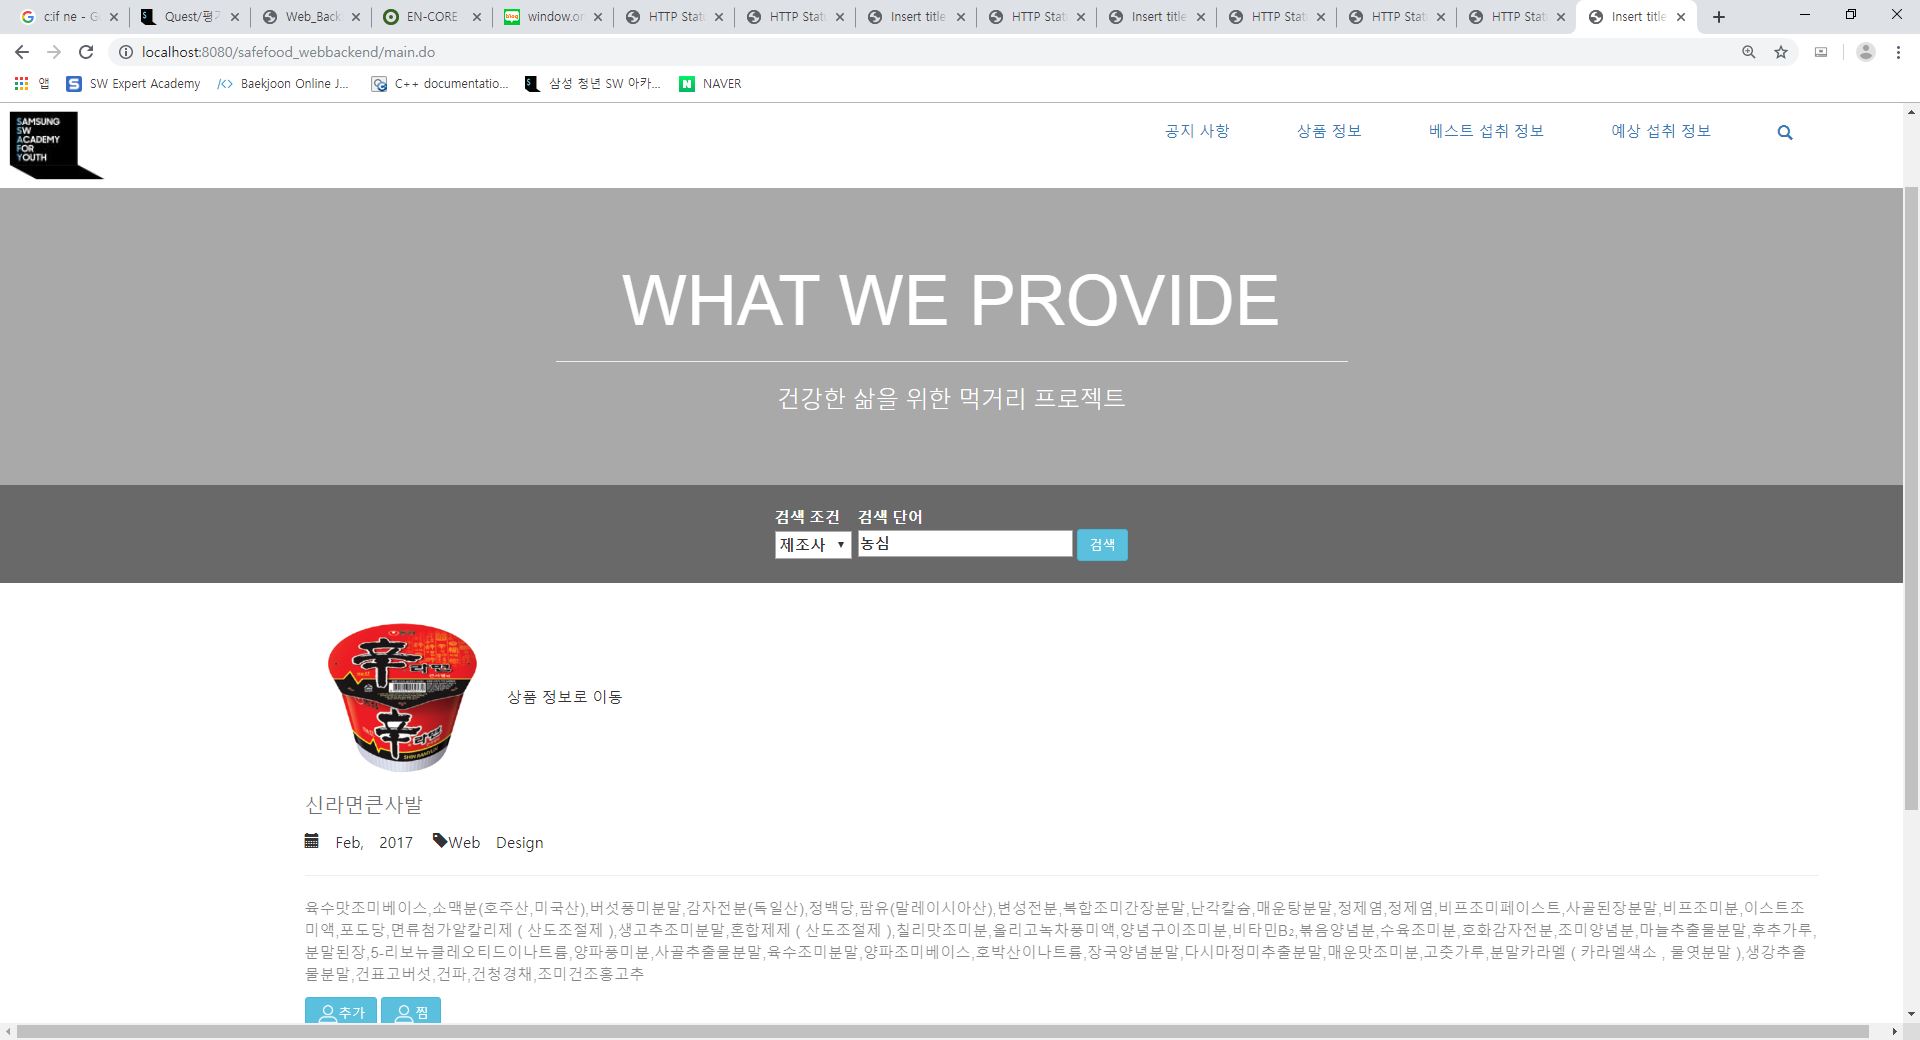 c:if ne - G
Quest/평가
Web_Back
EN-CORE
window.or
HTTP Stat
HTTP Stat
Insert title
HTTP Stat
Insert title
HTTP Stat
HTTP Stat
HTTP Stat
Insert title
localhost:8080/safefood_webbackend/main.do
앱
SW Expert Academy
Baekjoon Online J...
C++ documentatio...
삼성 청년 SW 아카...
NAVER
SAMSUNG
SW
ACADEMY
FOR
YOUTH
공지 사항
상품 정보
베스트 섭취 정보
예상 섭취 정보
WHAT WE PROVIDE
건강한 삶을 위한 먹거리 프로젝트
검색 조건 검색 단어
제조사 농심 검색
辛라면
辛라면
SHIN RAMYUN
상품 정보로 이동
신라면큰사발
Feb, 2017 Web Design
육수맛조미베이스,소맥분(호주산,미국산),버섯풍미분말,감자전분(독일산),정백당,팜유(말레이시아산),변성전분,복합조미간장분말,난각칼슘,매운탕분말,정제염,정제염,비프조미페이스트,사골된장분말,비프조미분,이스트조
미액,포도당,면류첨가알칼리제 ( 산도조절제 ),생고추조미분말,혼합제제 ( 산도조절제 ),칠리맛조미분,올리고녹차풍미액,양념구이조미분,비타민B₂,볶음양념분,수육조미분,호화감자전분,조미양념분,마늘추출물분말,후추가루,
분말된장,5-리보뉴클레오티드이나트륨,양파풍미분,사골추출물분말,육수조미분말,양파조미베이스,호박산이나트륨,장국양념분말,다시마정미추출분말,매운맛조미분,고춧가루,분말카라멜 ( 카라멜색소 , 물엿분말 ),생강추출
물분말,건표고버섯,건파,건청경채,조미건조홍고추
추가 찜